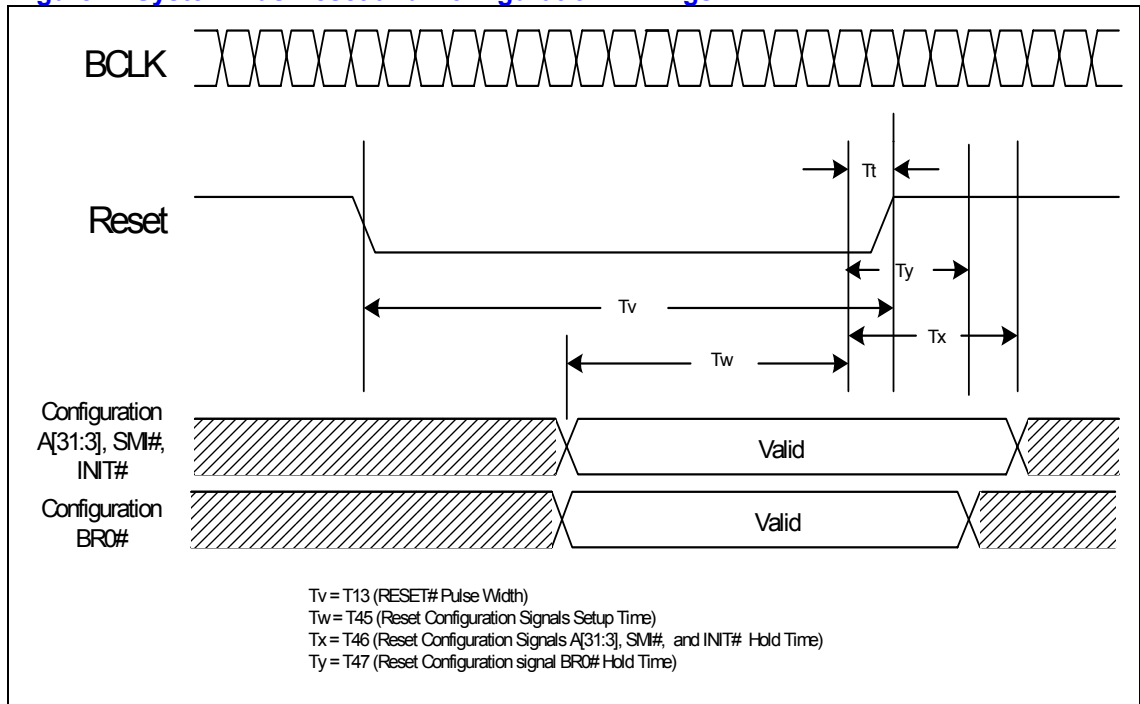 BCLK
Tt
Reset
Ty
Tv
Tx
Tw
Configuration
A[31:3], SMI#,
INIT#
Valid
Configuration
BR0#
Valid
Tv = T13 (RESET# Pulse Width)
Tw = T45 (Reset Configuration Signals Setup Time)
Tx = T46 (Reset Configuration Signals A[31:3], SMI#, and INIT# Hold Time)
Ty = T47 (Reset Configuration signal BR0# Hold Time)